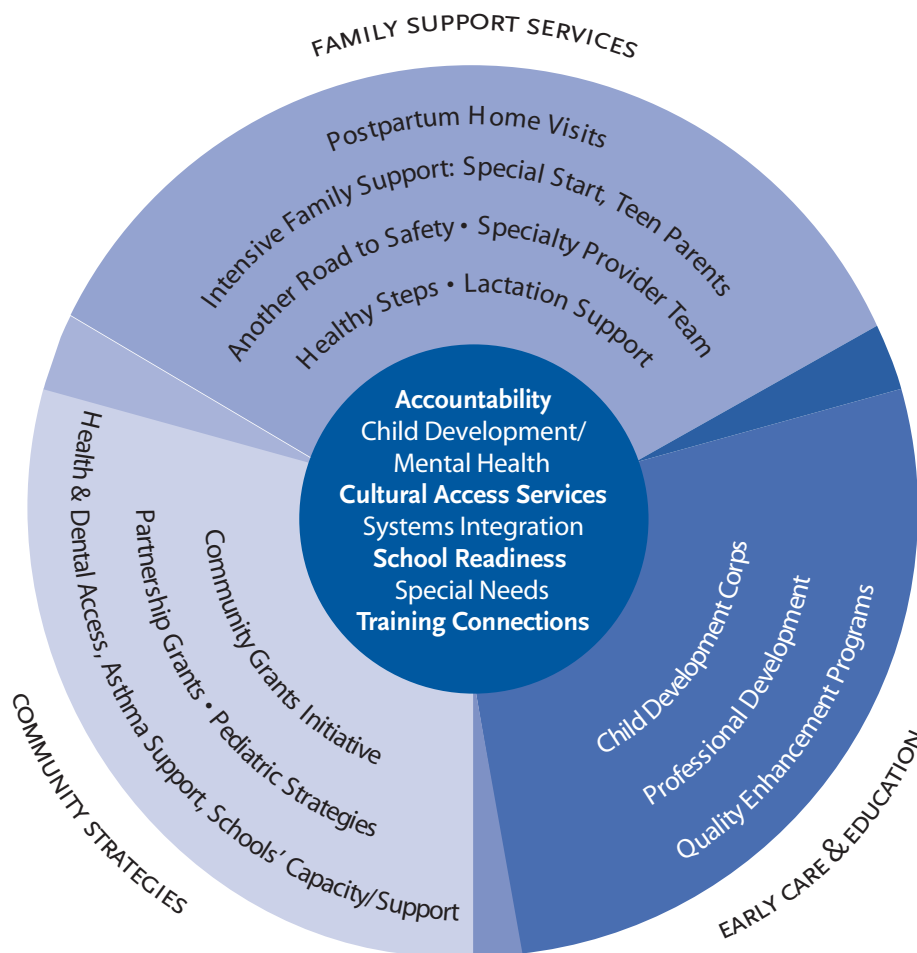 FAMILY SUPPORT SERVICES
Postpartum Home Visits
Intensive Family Support: Special Start, Teen Parents
Another Road to Safety • Specialty Provider Team
Healthy Steps • Lactation Support
Accountability
Child Development/
Mental Health
Cultural Access Services
Systems Integration
School Readiness
Special Needs
Training Connections
Community Grants Initiative
Partnership Grants • Pediatric Strategies
Health & Dental Access, Asthma Support, Schools’ Capacity/Support
COMMUNITY STRATEGIES
Child Development Corps
Professional Development
Quality Enhancement Programs
EARLY CARE & EDUCATION